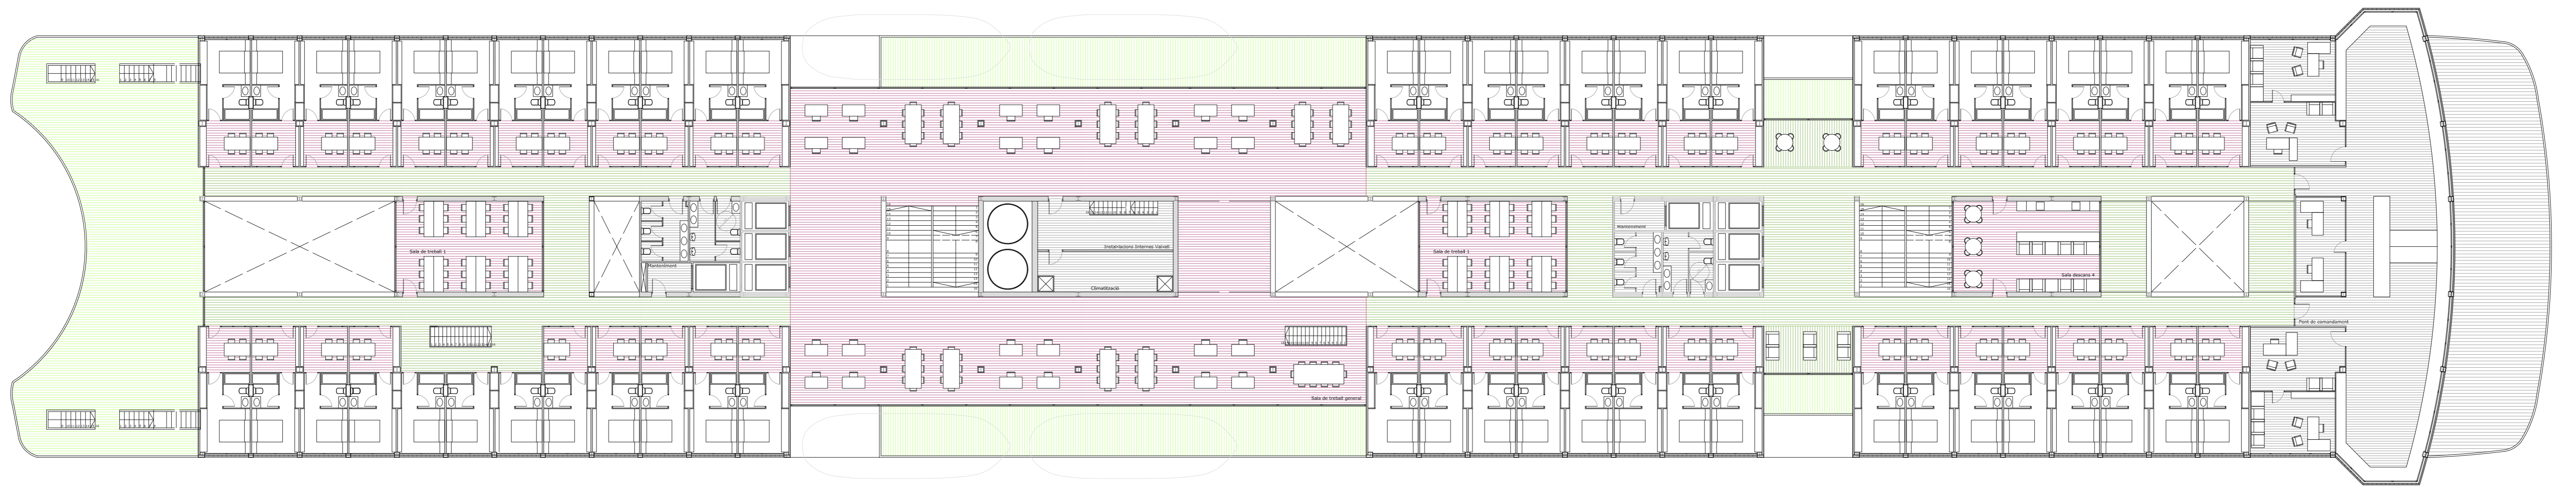 Manteniment
Instal·lacions Internes Vaixell
Sala de treball 1
Sala de treball 1
Manteniment
Sala descans 4
Climatització
Pont de comandament
Sala de treball general